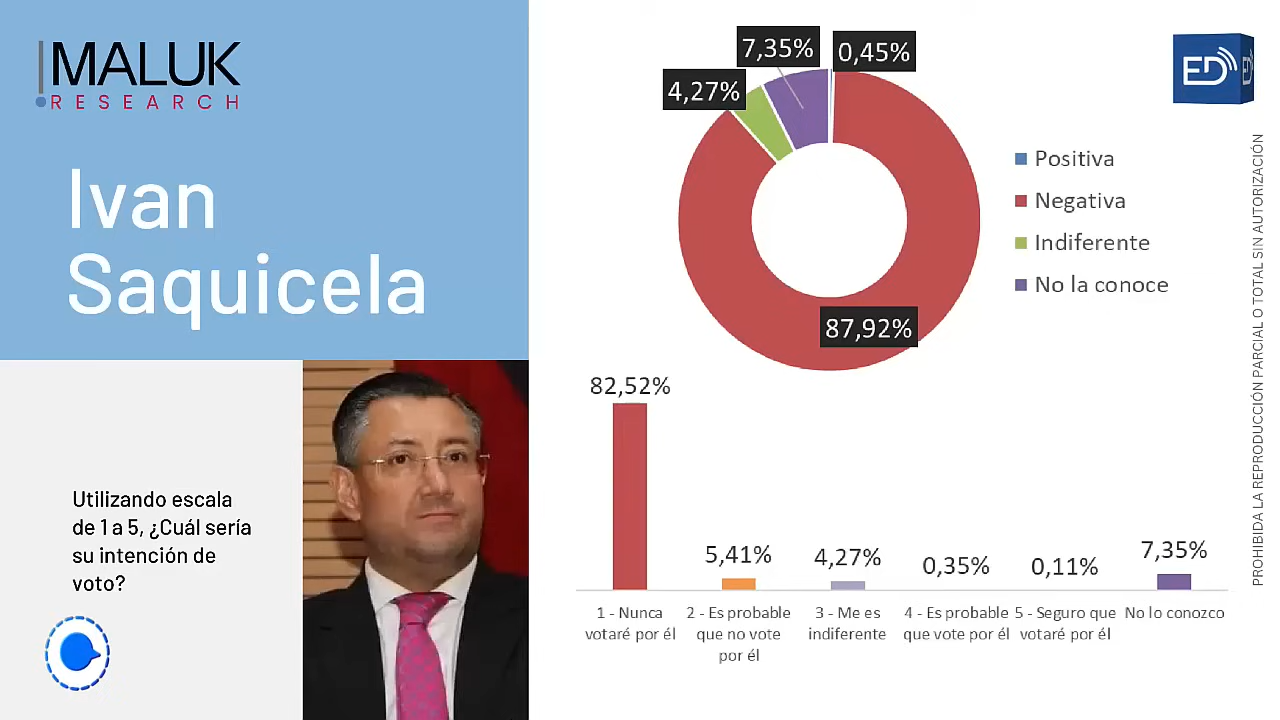 MALUK
RESEARCH
Ivan
Saquicela
Utilizando escala
de 1 a 5, ¿Cuál sería
su intención de
voto?
7,35%
0,45%
4,27%
87,92%
Positiva
Negativa
Indiferente
No la conoce
ED
ED
PROHIBIDA LA REPRODUCCIÓN PARCIAL O TOTAL SIN AUTORIZACIÓN
82,52%
5,41%
4,27%
0,35%
0,11%
7,35%
1 - Nunca
votaré por él
2 - Es probable
que no vote
por él
3 - Me es
indiferente
4 - Es probable
que vote por él
5 - Seguro que
votaré por él
No lo conozco